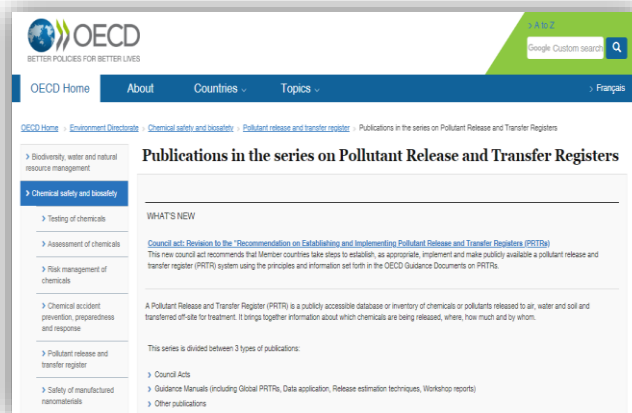 > A to Z
OECD
BETTER POLICIES FOR BETTER LIVES
Google Custom search
OECD Home About Countries Topics > Français
OECD Home > Environment Directorate > Chemical safety and biosafety > Pollutant release and transfer register > Publications in the series on Pollutant Release and Transfer Registers
> Biodiversity, water and natural
resource management
> Chemical safety and biosafety
> Testing of chemicals
> Assessment of chemicals
> Risk management of
chemicals
> Chemical accident
prevention, preparedness
and response
> Pollutant release and
transfer register
> Safety of manufactured
nanomaterials
Publications in the series on Pollutant Release and Transfer Registers
WHAT'S NEW
Council act: Revision to the "Recommendation on Establishing and Implementing Pollutant Release and Transfer Registers (PRTRs)
This new council act recommends that Member countries take steps to establish, as appropriate, implement and make publicly available a pollutant release and
transfer register (PRTR) system using the principles and information set forth in the OECD Guidance Documents on PRTRs.
A Pollutant Release and Transfer Register (PRTR) is a publicly accessible database or inventory of chemicals or pollutants released to air, water and soil and
transferred off-site for treatment. It brings together information about which chemicals are being released, where, how much and by whom.
This series is divided between 3 types of publications:
> Council Acts
> Guidance Manuals (including Global PRTRs, Data application, Release estimation techniques, Workshop reports)
> Other publications